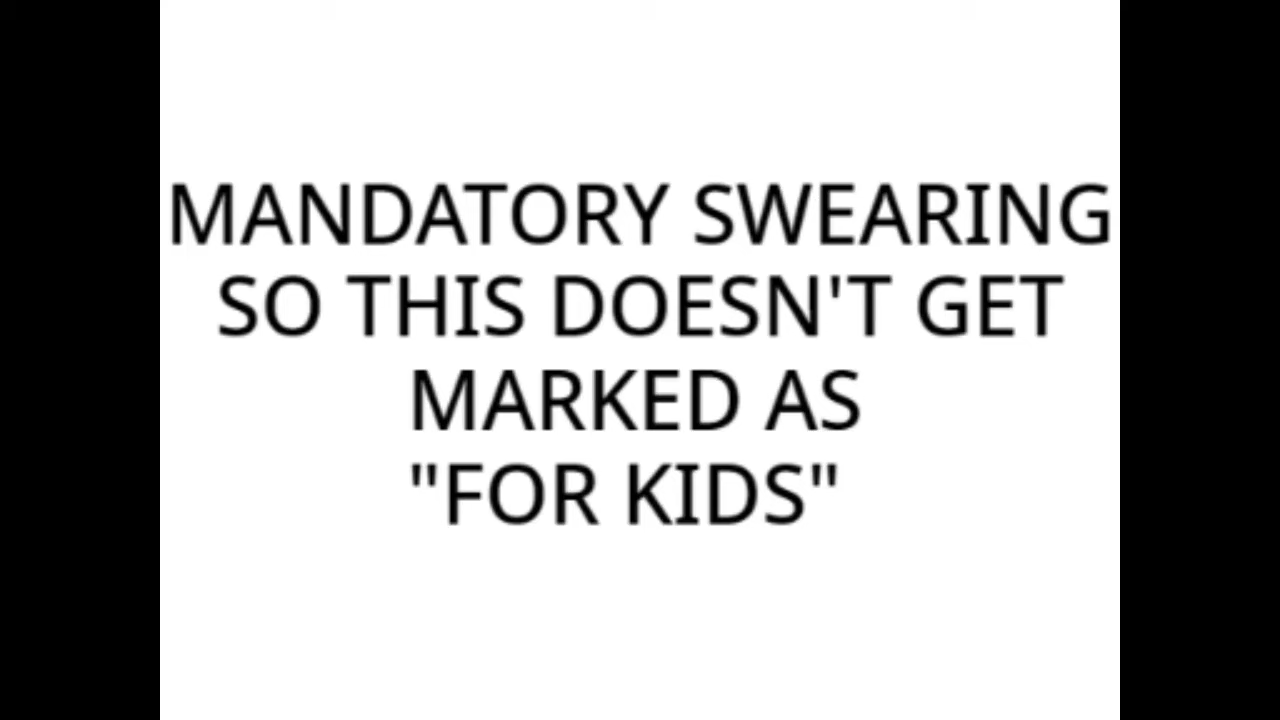 MANDATORY SWEARING
SO THIS DOESN'T GET
MARKED AS
"FOR KIDS"